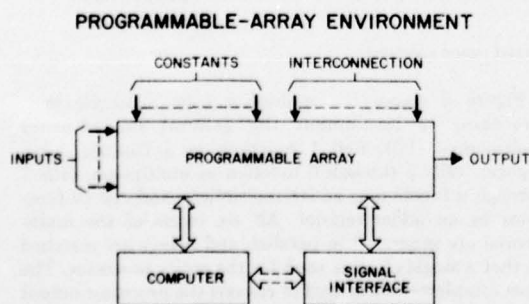 PROGRAMMABLE-ARRAY ENVIRONMENT
CONSTANTS INTERCONNECTION
INPUTS PROGRAMMABLE ARRAY OUTPUT
COMPUTER SIGNAL
INTERFACE